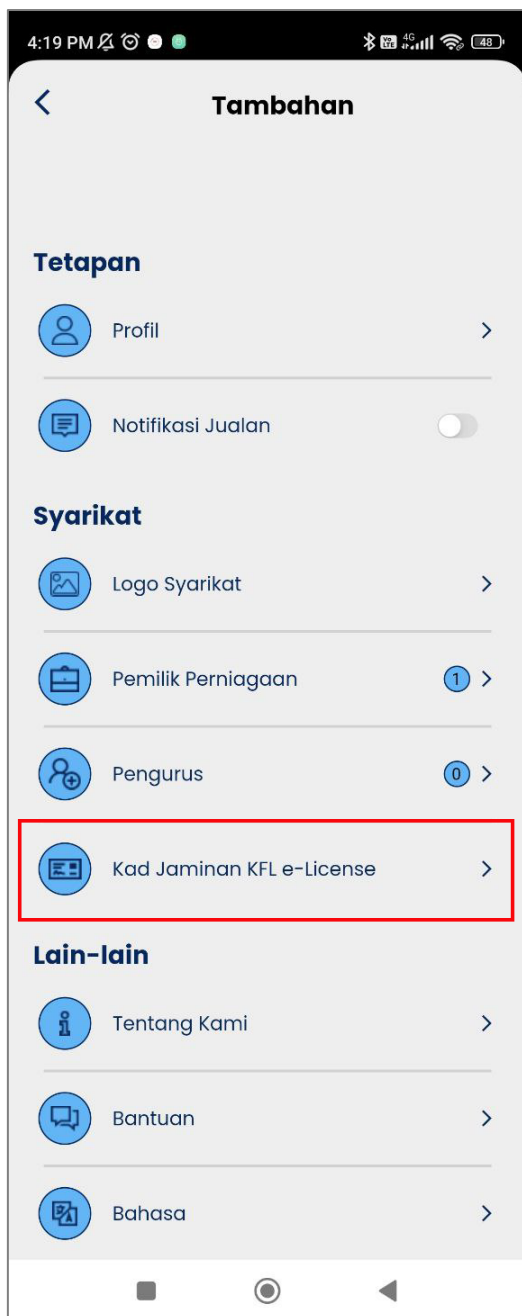 4:19 PM 4G 48
Tambahan
Tetapan
Profil
Notifikasi Jualan
Syarikat
Logo Syarikat
Pemilik Perniagaan 1
Pengurus 0
Kad Jaminan KFL e-License
Lain-lain
Tentang Kami
Bantuan
Bahasa